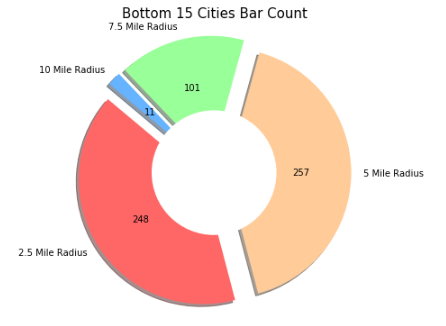 Bottom 15 Cities Bar Count
7.5 Mile Radius
10 Mile Radius
101
11
257
5 Mile Radius
248
2.5 Mile Radius